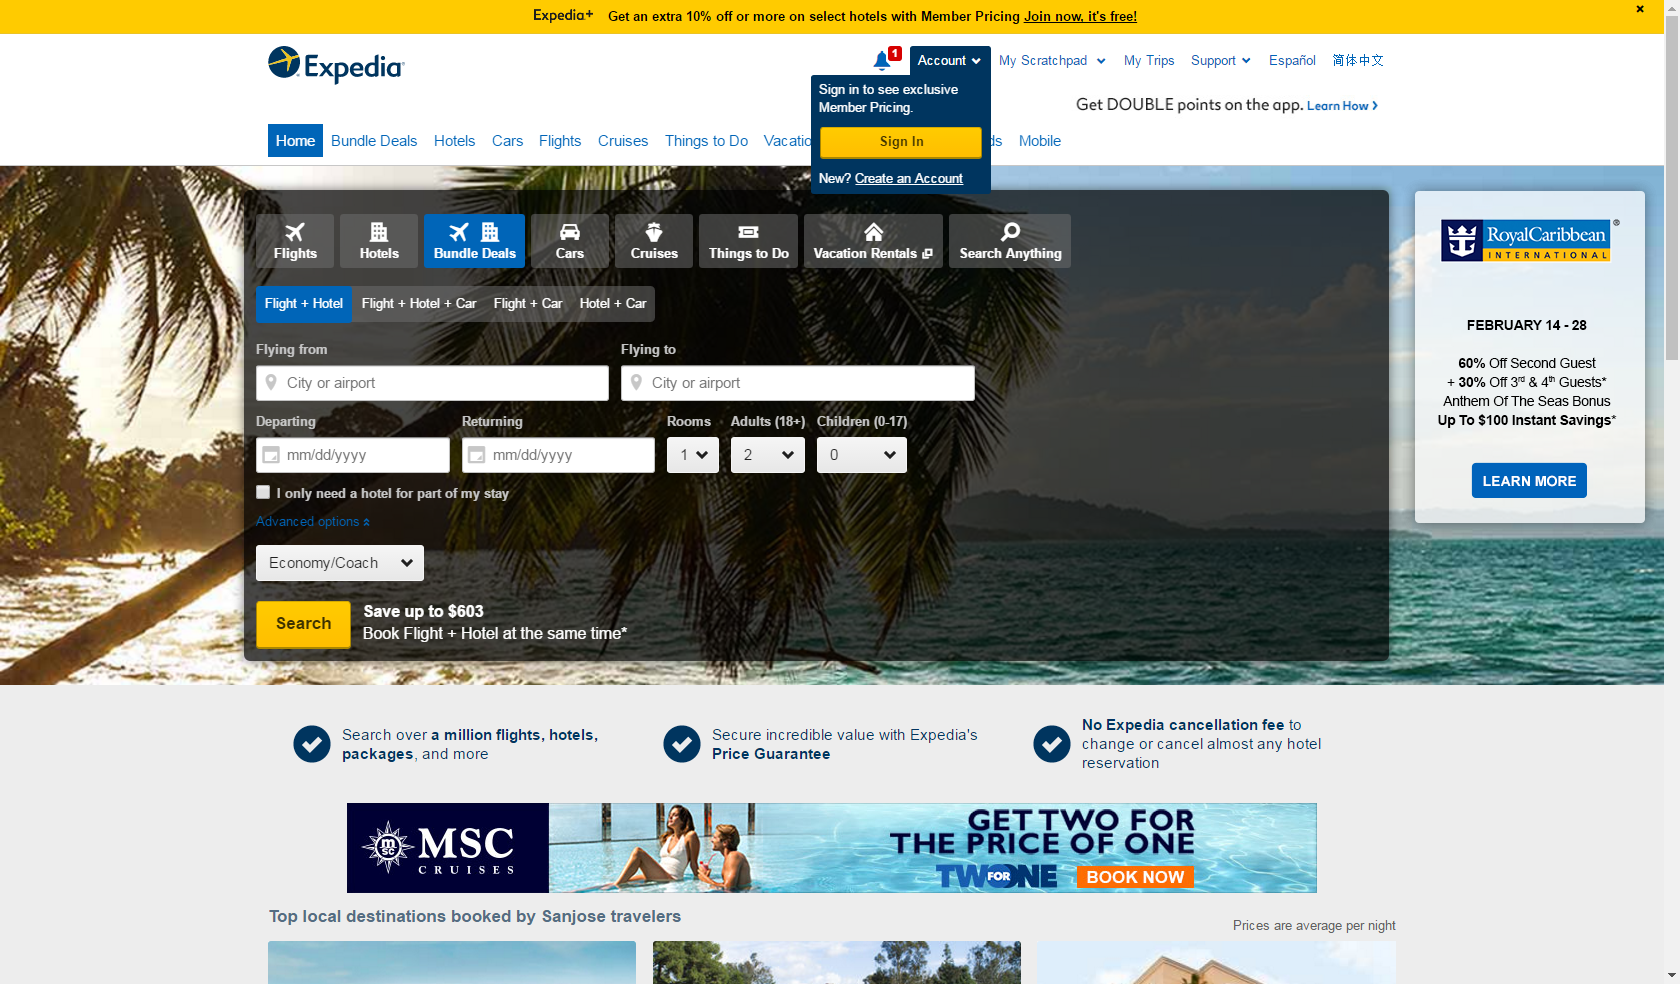 Expedia+ Get an extra 10% off or more on select hotels with Member Pricing Join now, it's free!
Expedia
1
Account My Scratchpad My Trips Support Español 简体中文
Sign in to see exclusive
Member Pricing.
Sign In
New? Create an Account
Get DOUBLE points on the app. Learn How
Home Bundle Deals Hotels Cars Flights Cruises Things to Do Mobile
Flights Hotels Bundle Deals Cars Cruises Things to Do Vacation Rentals Search Anything
Flight + Hotel Flight + Hotel + Car Flight + Car Hotel + Car
Flying from Flying to
City or airport City or airport
Departing Returning Rooms Adults (18+) Children (0-17)
mm/dd/yyyy mm/dd/yyyy 1 2 0
I only need a hotel for part of my stay
Advanced options
Economy/Coach
Search
Save up to $603
Book Flight + Hotel at the same time*
RoyalCaribbean®
INTERNATIONAL
FEBRUARY 14 - 28
60% Off Second Guest
+ 30% Off 3rd & 4th Guests*
Anthem Of The Seas Bonus
Up To $100 Instant Savings*
LEARN MORE
Search over a million flights, hotels,
packages, and more
Secure incredible value with Expedia's
Price Guarantee
No Expedia cancellation fee to
change or cancel almost any hotel
reservation
msc
MSC
CRUISES
GET TWO FOR
THE PRICE OF ONE
TWO FOR ONE
BOOK NOW
Top local destinations booked by Sanjose travelers
Prices are average per night